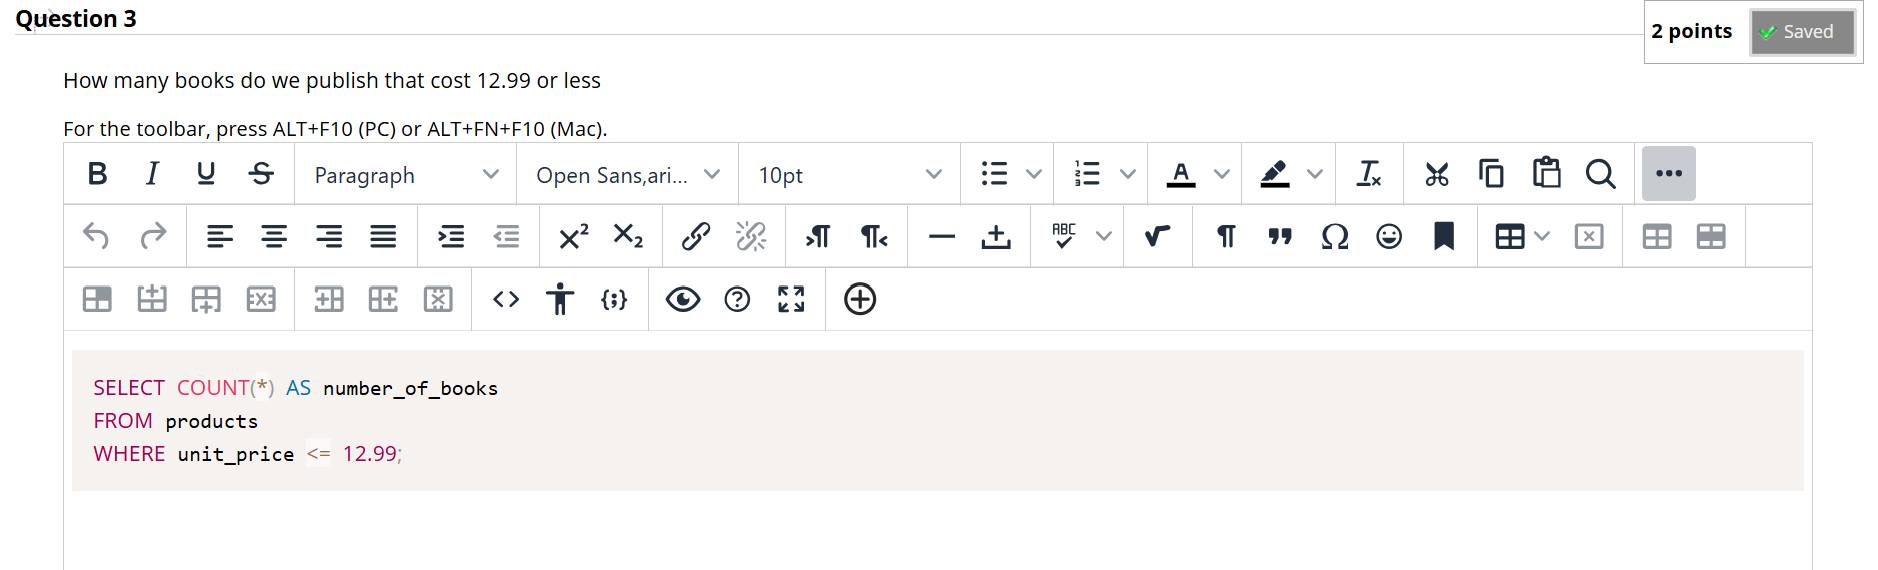 Question 3
2 points
Saved
How many books do we publish that cost 12.99 or less
For the toolbar, press ALT+F10 (PC) or ALT+FN+F10 (Mac).
B I U S Paragraph Open Sans,ari... 10pt A
ABC
SELECT COUNT(*) AS number_of_books
FROM products
WHERE unit_price <= 12.99;